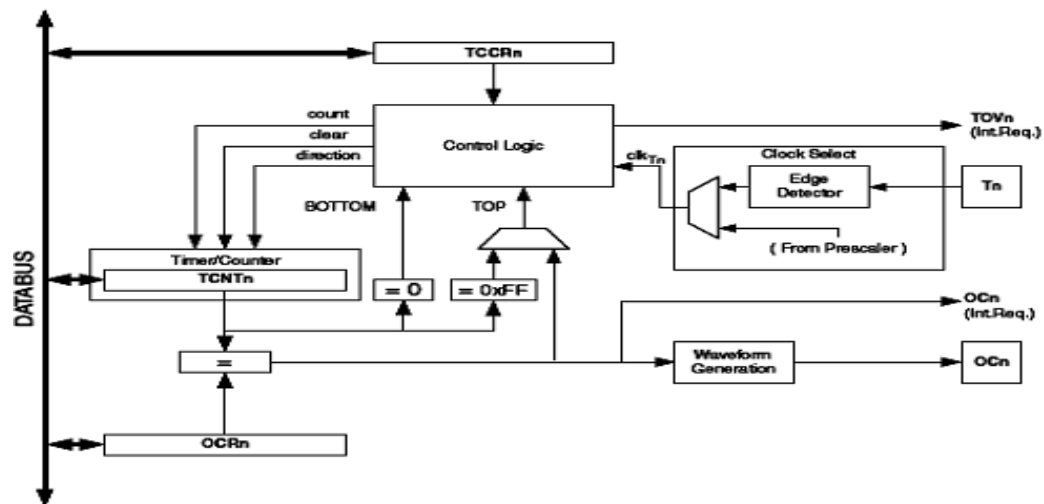 TCCRn
count
clear
direction
Control Logic
TOVn
(Int.Req.)
clkTn
Clock Select
Edge
Detector
Tn
( From Prescaler )
BOTTOM
TOP
Timer/Counter
TCNTn
= 0
= 0xFF
OCn
(Int.Req.)
=
Waveform
Generation
OCn
OCRn
DATABUS